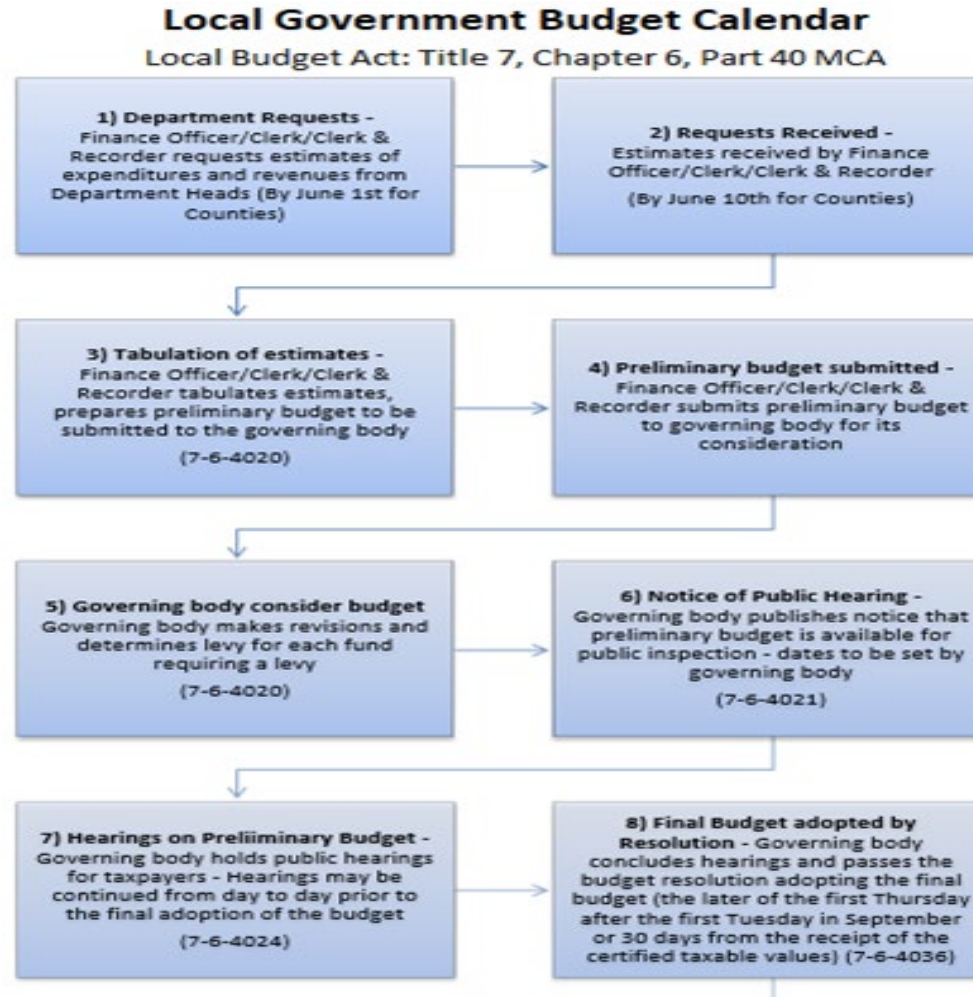 Local Government Budget Calendar
Local Budget Act: Title 7, Chapter 6, Part 40 MCA
1) Department Requests -
Finance Officer/Clerk/Clerk &
Recorder requests estimates of
expenditures and revenues from
Department Heads (By June 1st for
Counties)
2) Requests Received -
Estimates received by Finance
Officer/Clerk/Clerk & Recorder
(By June 10th for Counties)
3) Tabulation of estimates -
Finance Officer/Clerk/Clerk &
Recorder tabulates estimates,
prepares preliminary budget to be
submitted to the governing body
(7-6-4020)
4) Preliminary budget submitted -
Finance Officer/Clerk/Clerk &
Recorder submits preliminary budget
to governing body for its
consideration
5) Governing body consider budget
Governing body makes revisions and
determines levy for each fund
requiring a levy
(7-6-4020)
6) Notice of Public Hearing -
Governing body publishes notice that
preliminary budget is available for
public inspection - dates to be set by
governing body
(7-6-4021)
7) Hearings on Preliiminary Budget -
Governing body holds public hearings
for taxpayers - Hearings may be
continued from day to day prior to
the final adoption of the budget
(7-6-4024)
8) Final Budget adopted by
Resolution - Governing body
concludes hearings and passes the
budget resolution adopting the final
budget (the later of the first Thursday
after the first Tuesday in September
or 30 days from the receipt of the
certified taxable values) (7-6-4036)